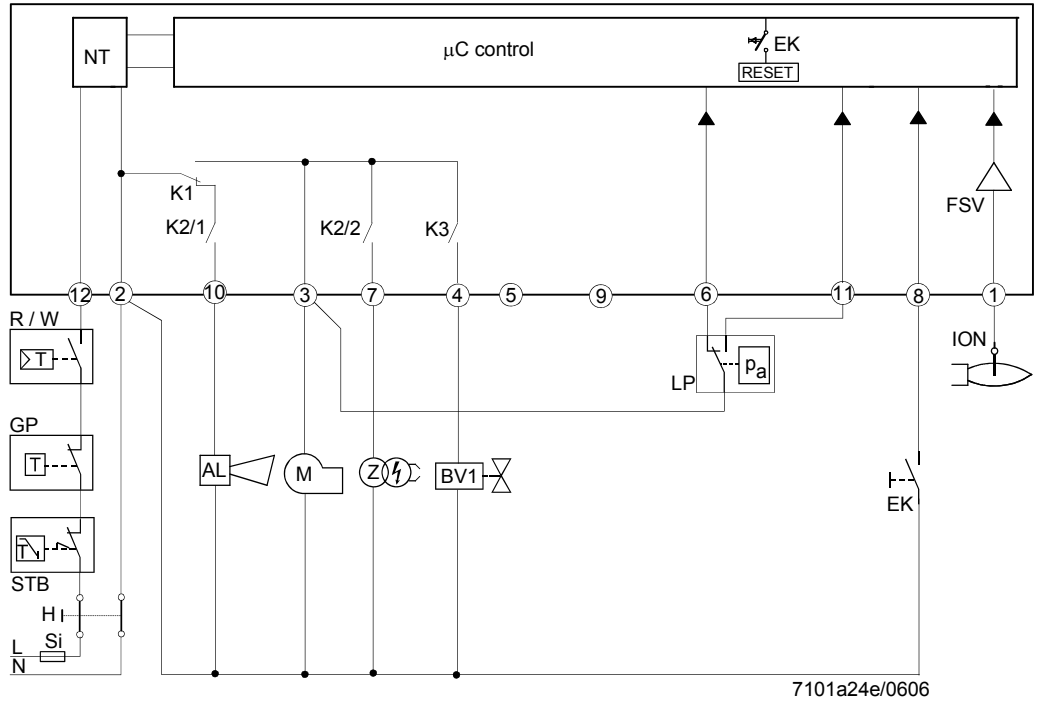 NT
μC control
EK
RESET
K1
K2/1
K2/2
K3
FSV
12
2
10
3
7
4
5
9
6
11
8
1
R / W
T
GP
T
STB
T
H
L
Si
N
AL
M
Z
BV1
LP
pa
ION
EK
7101a24e/0606